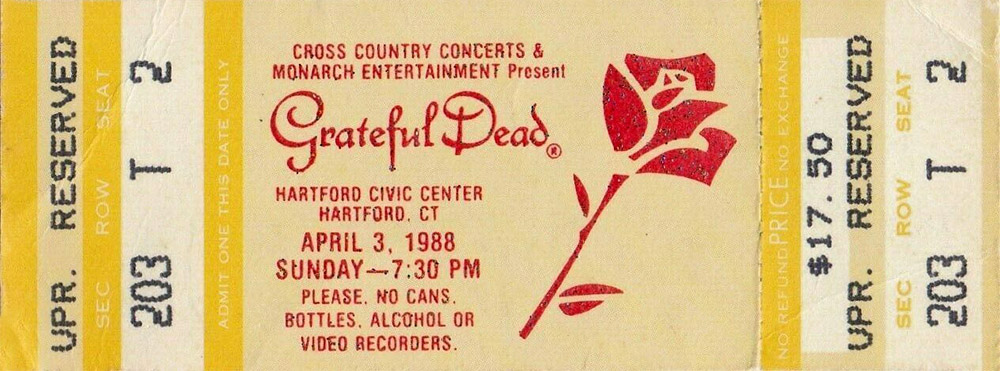 UPR. RESERVED
SEC ROW SEAT
203 T 2
ADMIT ONE THIS DATE ONLY
CROSS COUNTRY CONCERTS &
MONARCH ENTERTAINMENT Present
Grateful Dead®
HARTFORD CIVIC CENTER
HARTFORD, CT
APRIL 3, 1988
SUNDAY—7:30 PM
PLEASE, NO CANS,
BOTTLES, ALCOHOL OR
VIDEO RECORDERS.
NO REFUND PRICE NO EXCHANGE
$17.50
UPR. RESERVED
SEC ROW SEAT
203 T 2